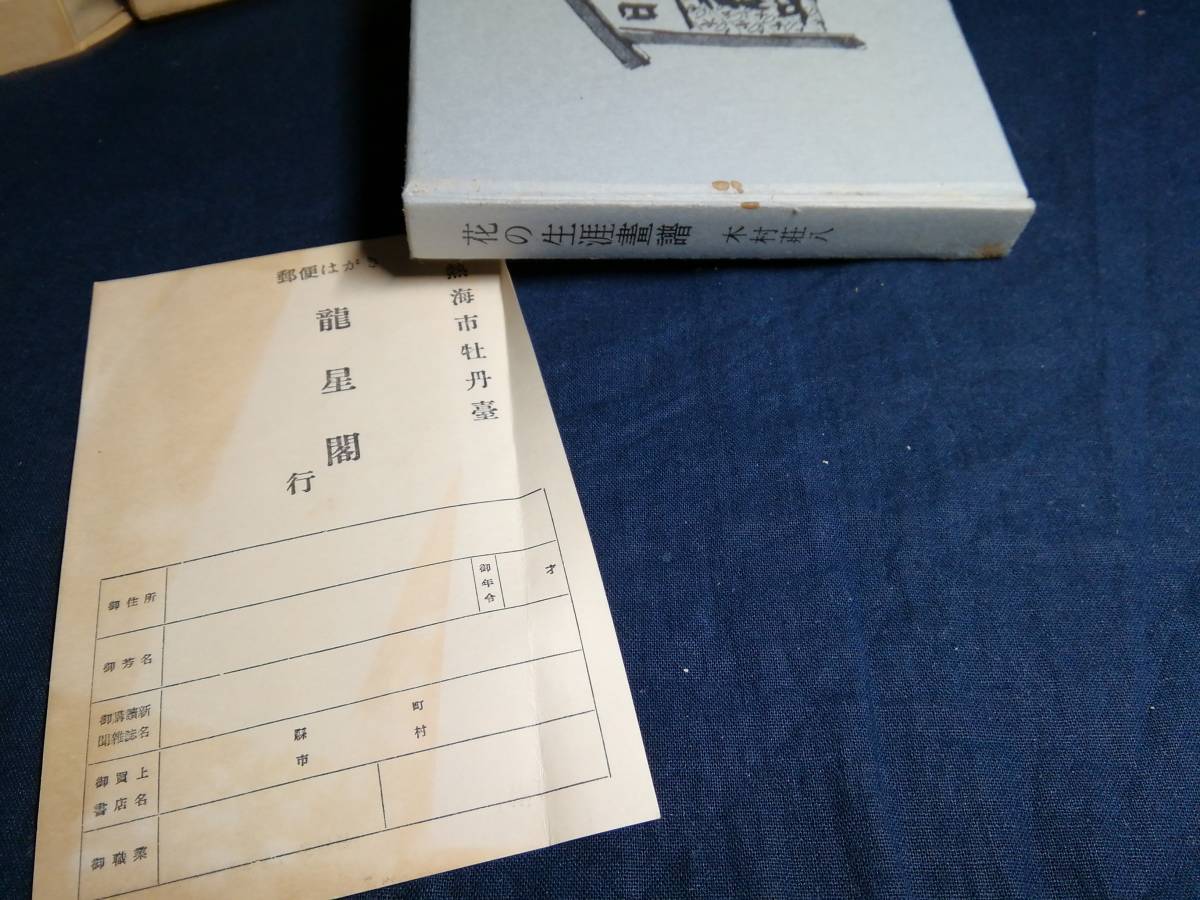 日
花の生涯畫譜 木村荘八
郵便はがき
熱海市牡丹臺
龍星閣
行
御住所
御年令
才
御芳名
御購讀新
聞雜誌名
縣
市
町
村
御買上
書店名
御職業